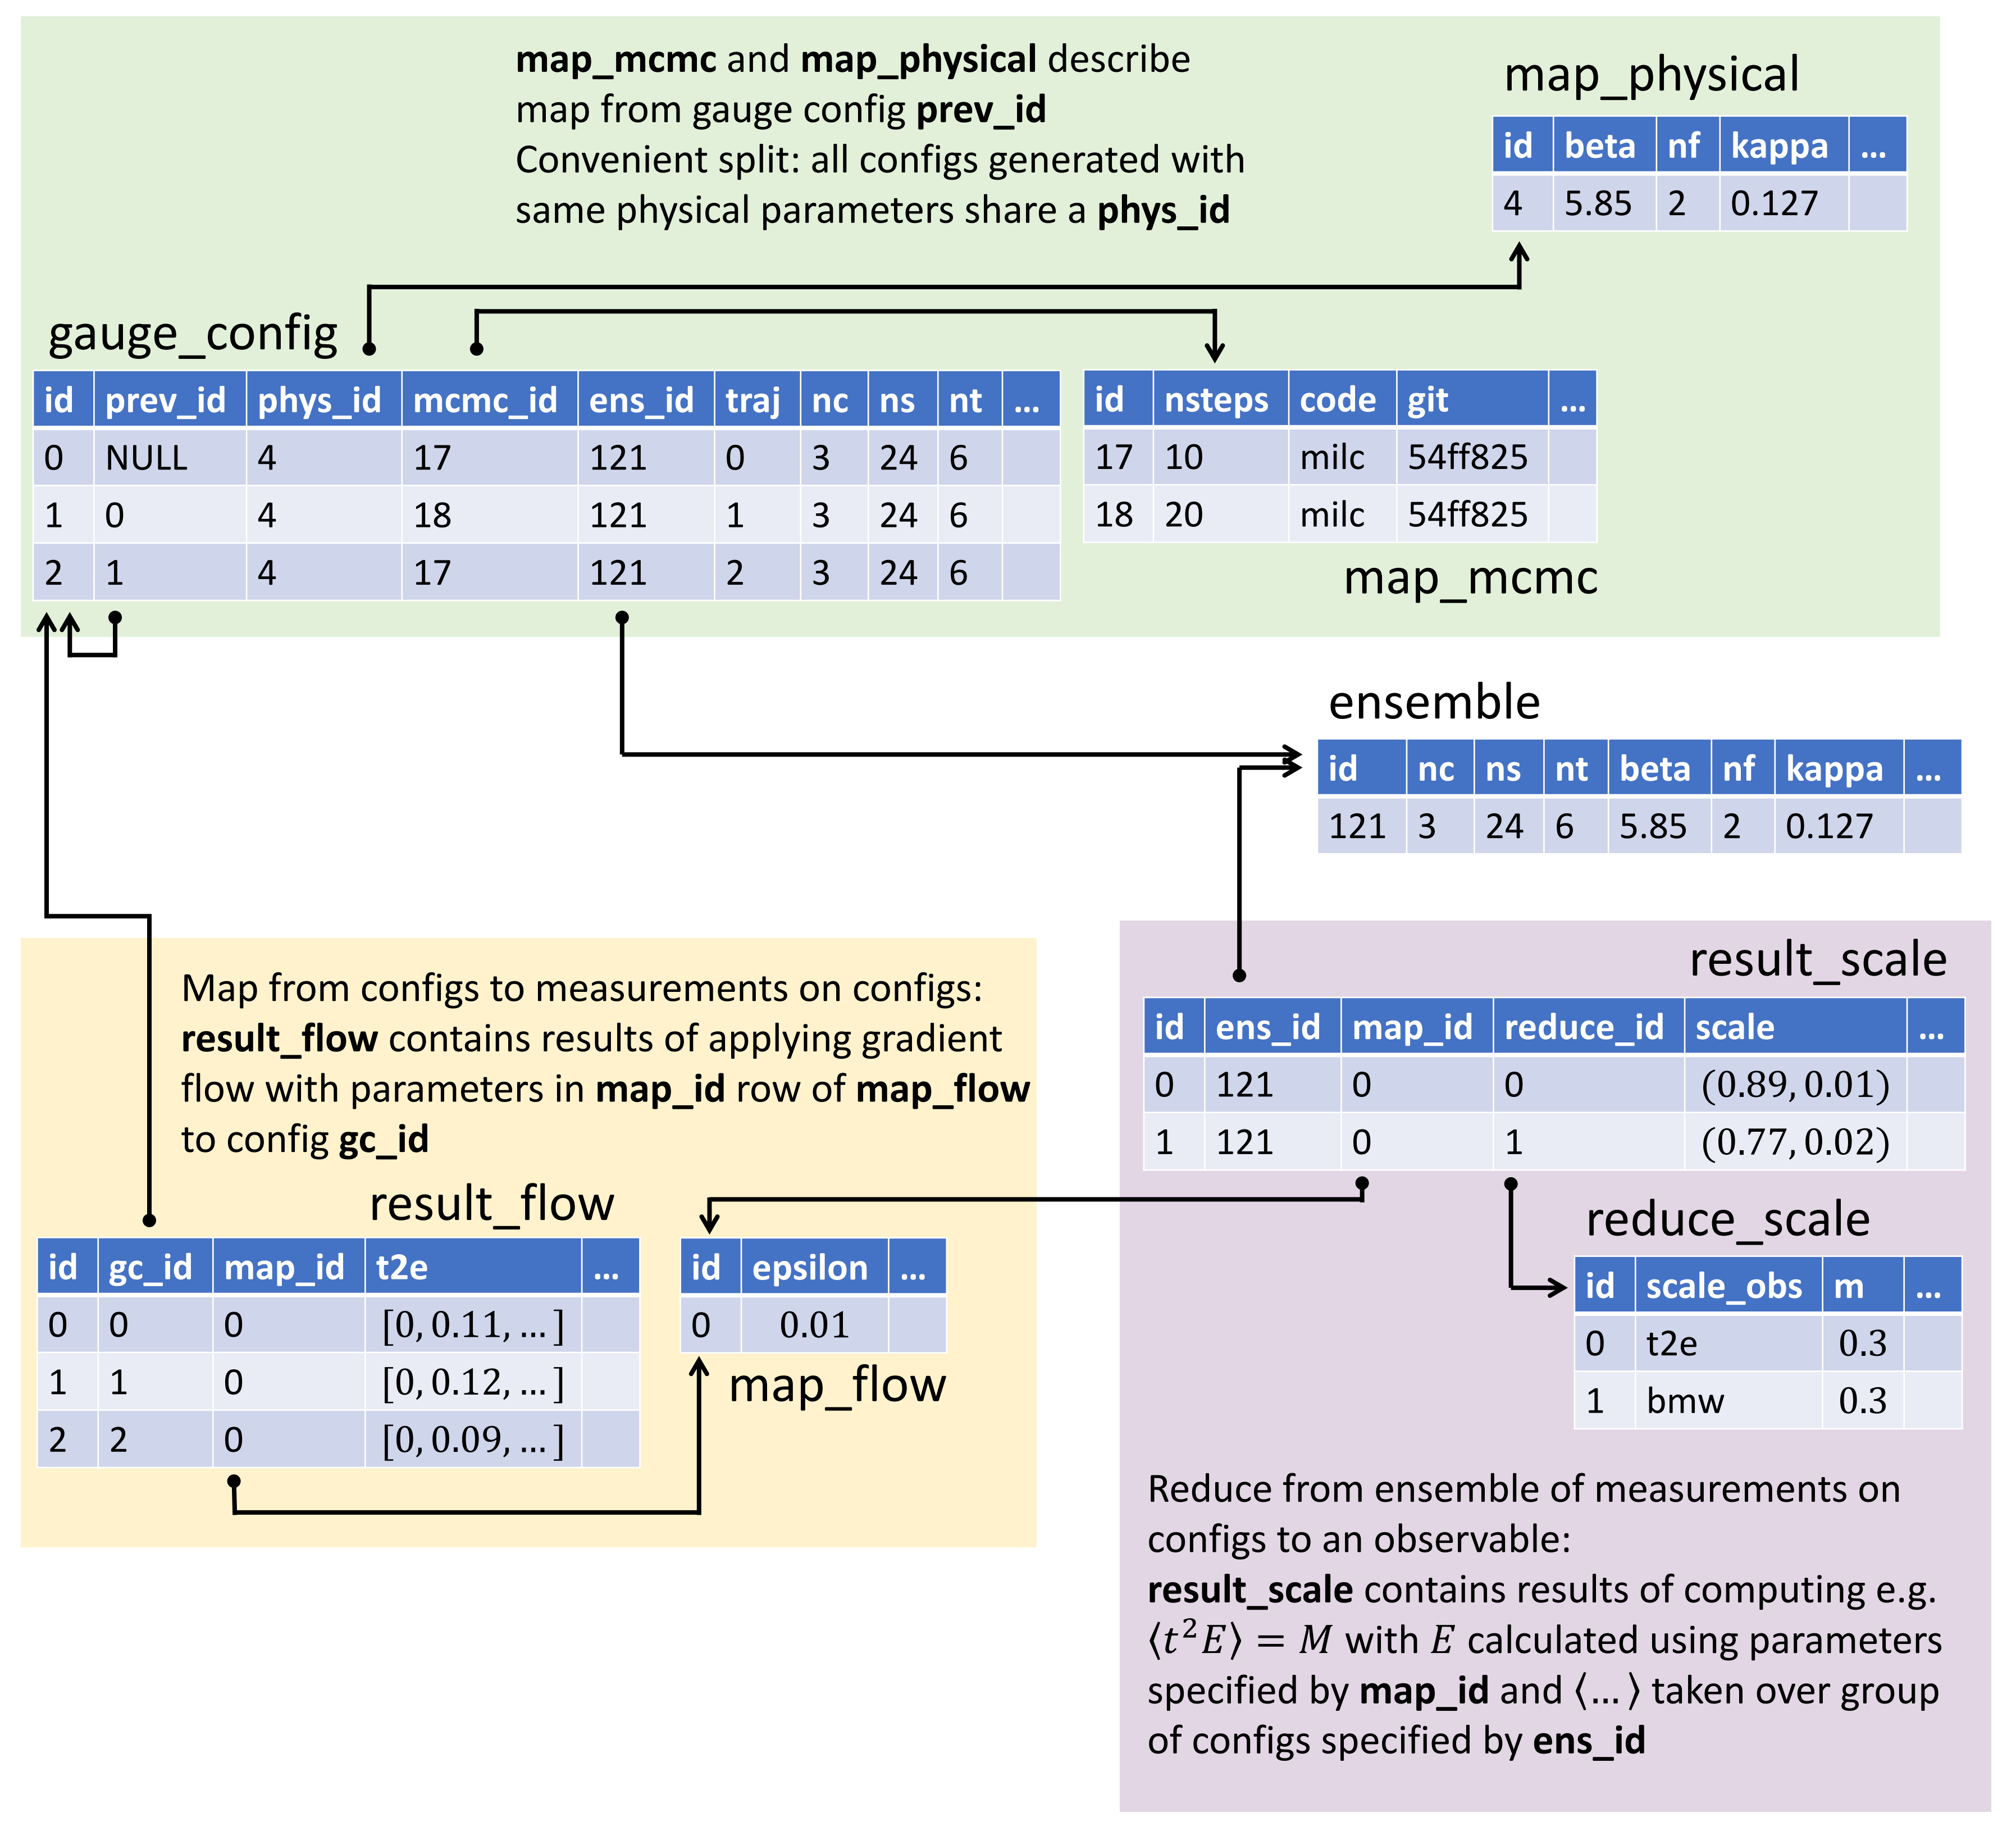 map_mcmc and map_physical describe
map from gauge config prev_id
Convenient split: all configs generated with
same physical parameters share a phys_id
map_physical
id beta nf kappa ...
4 5.85 2 0.127
gauge_config
id prev_id phys_id mcmc_id ens_id traj nc ns nt ...
0 NULL 4 17 121 0 3 24 6
1 0 4 18 121 1 3 24 6
2 1 4 17 121 2 3 24 6
id nsteps code git ...
17 10 milc 54ff825
18 20 milc 54ff825
map_mcmc
ensemble
id nc ns nt beta nf kappa ...
121 3 24 6 5.85 2 0.127
Map from configs to measurements on configs:
result_flow contains results of applying gradient
flow with parameters in map_id row of map_flow
to config gc_id
result_flow
id gc_id map_id t2e ...
0 0 0 [0, 0.11, ... ]
1 1 0 [0, 0.12, ... ]
2 2 0 [0, 0.09, ... ]
id epsilon ...
0 0.01
map_flow
result_scale
id ens_id map_id reduce_id scale ...
0 121 0 0 (0.89, 0.01)
1 121 0 1 (0.77, 0.02)
reduce_scale
id scale_obs m ...
0 t2e 0.3
1 bmw 0.3
Reduce from ensemble of measurements on
configs to an observable:
result_scale contains results of computing e.g.
⟨t²E⟩ = M with E calculated using parameters
specified by map_id and ⟨... ⟩ taken over group
of configs specified by ens_id